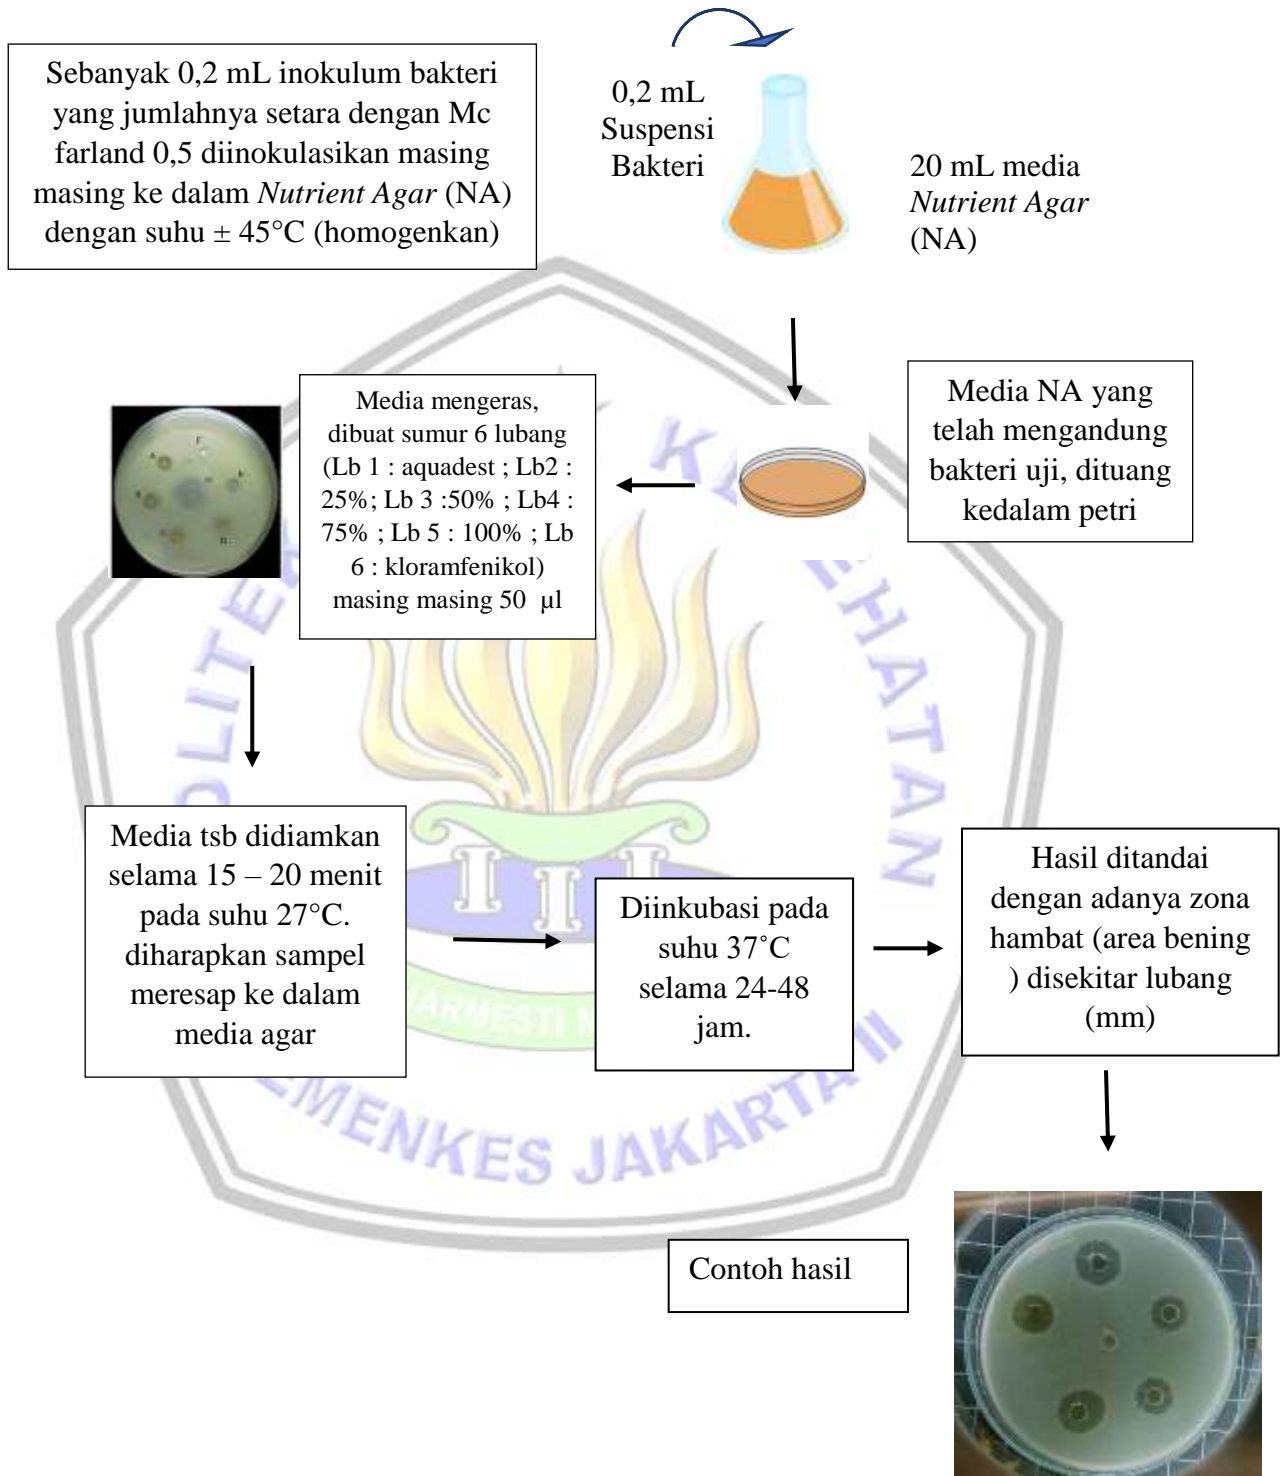 Sebanyak 0,2 mL inokulum bakteri
yang jumlahnya setara dengan Mc
farland 0,5 diinokulasikan masing
masing ke dalam Nutrient Agar (NA)
dengan suhu ± 45°C (homogenkan)
0,2 mL
Suspensi
Bakteri
20 mL media
Nutrient Agar
(NA)
Media NA yang
telah mengandung
bakteri uji, dituang
kedalam petri
Media mengeras,
dibuat sumur 6 lubang
(Lb 1 : aquadest ; Lb2 :
25%; Lb 3 :50% ; Lb4 :
75% ; Lb 5 : 100% ; Lb
6 : kloramfenikol)
masing masing 50 µl
Media tsb didiamkan
selama 15 – 20 menit
pada suhu 27°C.
diharapkan sampel
meresap ke dalam
media agar
Diinkubasi pada
suhu 37˚C
selama 24-48
jam.
Hasil ditandai
dengan adanya zona
hambat (area bening
) disekitar lubang
(mm)
Contoh hasil
EMENKES JAKARTA II